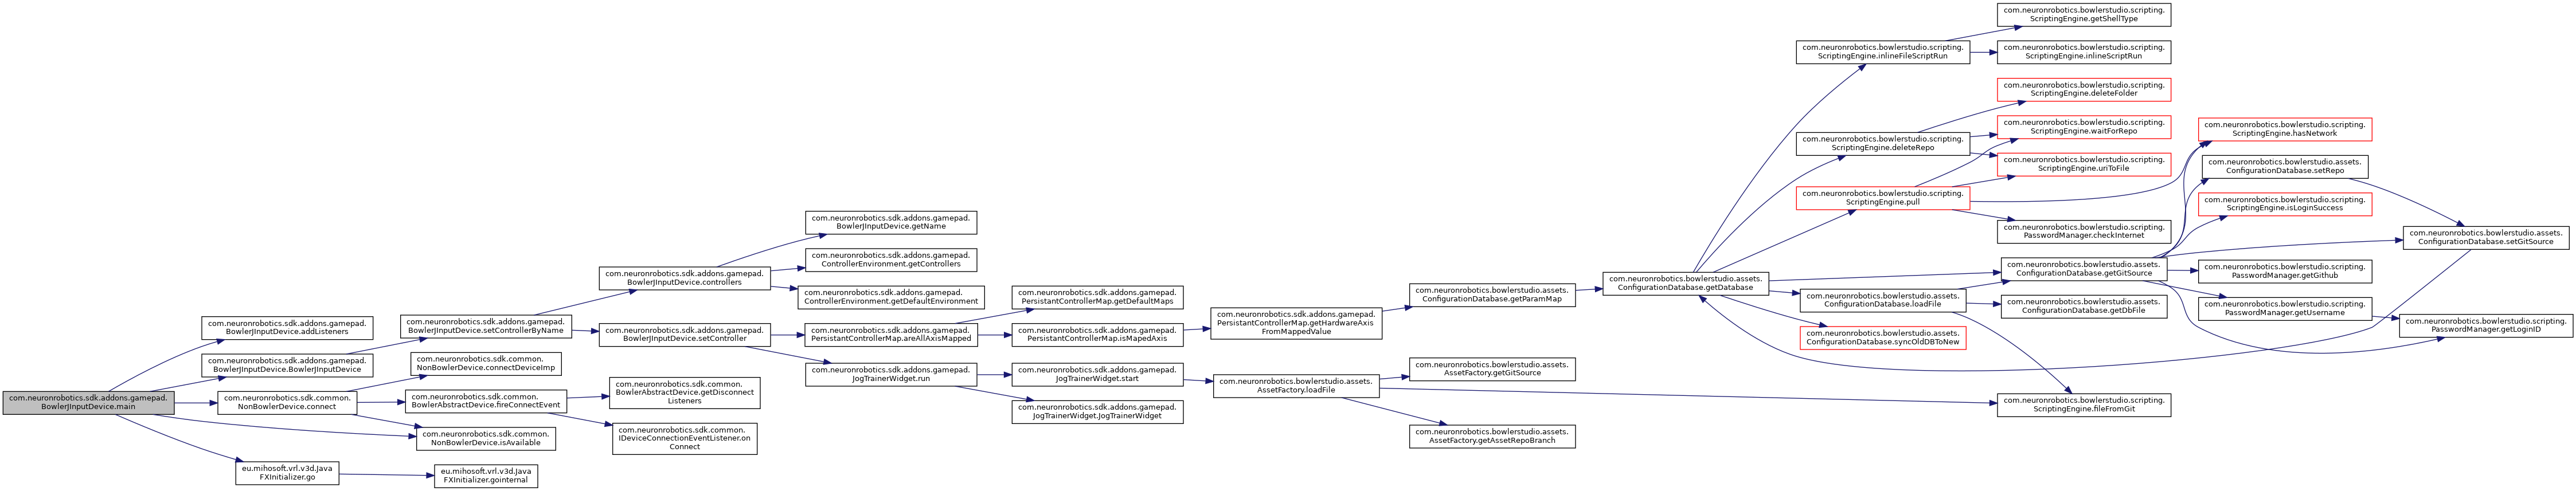 com.neuronrobotics.sdk.addons.gamepad.
BowlerJInputDevice.main
com.neuronrobotics.sdk.addons.gamepad.
BowlerJInputDevice.addListeners
com.neuronrobotics.sdk.addons.gamepad.
BowlerJInputDevice.BowlerJInputDevice
com.neuronrobotics.sdk.common.
NonBowlerDevice.connect
eu.mihosoft.vrl.v3d.Java
FXInitializer.go
com.neuronrobotics.sdk.addons.gamepad.
BowlerJInputDevice.setControllerByName
com.neuronrobotics.sdk.common.
NonBowlerDevice.connectDeviceImp
com.neuronrobotics.sdk.common.
BowlerAbstractDevice.fireConnectEvent
com.neuronrobotics.sdk.common.
NonBowlerDevice.isAvailable
eu.mihosoft.vrl.v3d.Java
FXInitializer.gointernal
com.neuronrobotics.sdk.addons.gamepad.
BowlerJInputDevice.controllers
com.neuronrobotics.sdk.addons.gamepad.
BowlerJInputDevice.setController
com.neuronrobotics.sdk.common.
BowlerAbstractDevice.getDisconnect
Listeners
com.neuronrobotics.sdk.common.
IDeviceConnectionEventListener.on
Connect
com.neuronrobotics.sdk.addons.gamepad.
BowlerJInputDevice.getName
com.neuronrobotics.sdk.addons.gamepad.
ControllerEnvironment.getControllers
com.neuronrobotics.sdk.addons.gamepad.
ControllerEnvironment.getDefaultEnvironment
com.neuronrobotics.sdk.addons.gamepad.
PersistantControllerMap.areAllAxisMapped
com.neuronrobotics.sdk.addons.gamepad.
JogTrainerWidget.run
com.neuronrobotics.sdk.addons.gamepad.
PersistantControllerMap.getDefaultMaps
com.neuronrobotics.sdk.addons.gamepad.
PersistantControllerMap.isMapedAxis
com.neuronrobotics.sdk.addons.gamepad.
JogTrainerWidget.start
com.neuronrobotics.sdk.addons.gamepad.
JogTrainerWidget.JogTrainerWidget
com.neuronrobotics.sdk.addons.gamepad.
PersistantControllerMap.getHardwareAxis
FromMappedValue
com.neuronrobotics.bowlerstudio.assets.
AssetFactory.loadFile
com.neuronrobotics.bowlerstudio.assets.
ConfigurationDatabase.getParamMap
com.neuronrobotics.bowlerstudio.assets.
AssetFactory.getGitSource
com.neuronrobotics.bowlerstudio.assets.
AssetFactory.getAssetRepoBranch
com.neuronrobotics.bowlerstudio.assets.
ConfigurationDatabase.getDatabase
com.neuronrobotics.bowlerstudio.scripting.
ScriptingEngine.inlineFileScriptRun
com.neuronrobotics.bowlerstudio.scripting.
ScriptingEngine.deleteRepo
com.neuronrobotics.bowlerstudio.scripting.
ScriptingEngine.pull
com.neuronrobotics.bowlerstudio.assets.
ConfigurationDatabase.loadFile
com.neuronrobotics.bowlerstudio.assets.
ConfigurationDatabase.syncOldDBToNew
com.neuronrobotics.bowlerstudio.scripting.
ScriptingEngine.getShellType
com.neuronrobotics.bowlerstudio.scripting.
ScriptingEngine.inlineScriptRun
com.neuronrobotics.bowlerstudio.scripting.
ScriptingEngine.deleteFolder
com.neuronrobotics.bowlerstudio.scripting.
ScriptingEngine.waitForRepo
com.neuronrobotics.bowlerstudio.scripting.
ScriptingEngine.uriToFile
com.neuronrobotics.bowlerstudio.scripting.
PasswordManager.checkInternet
com.neuronrobotics.bowlerstudio.assets.
ConfigurationDatabase.getGitSource
com.neuronrobotics.bowlerstudio.assets.
ConfigurationDatabase.getDbFile
com.neuronrobotics.bowlerstudio.scripting.
ScriptingEngine.fileFromGit
com.neuronrobotics.bowlerstudio.scripting.
ScriptingEngine.hasNetwork
com.neuronrobotics.bowlerstudio.assets.
ConfigurationDatabase.setRepo
com.neuronrobotics.bowlerstudio.scripting.
ScriptingEngine.isLoginSuccess
com.neuronrobotics.bowlerstudio.scripting.
PasswordManager.getGithub
com.neuronrobotics.bowlerstudio.scripting.
PasswordManager.getUsername
com.neuronrobotics.bowlerstudio.assets.
ConfigurationDatabase.setGitSource
com.neuronrobotics.bowlerstudio.scripting.
PasswordManager.getLoginID